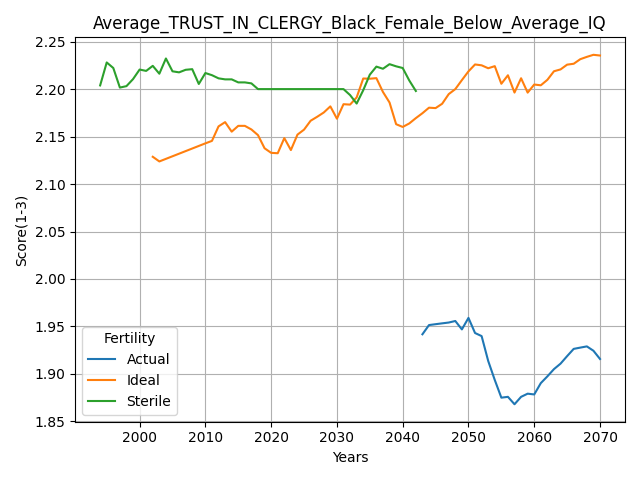 Average_TRUST_IN_CLERGY_Black_Female_Below_Average_IQ
Score(1-3)
2.25
2.20
2.15
2.10
2.05
2.00
1.95
1.90
1.85
Fertility
Actual
Ideal
Sterile
2000 2010 2020 2030 2040 2050 2060 2070
Years